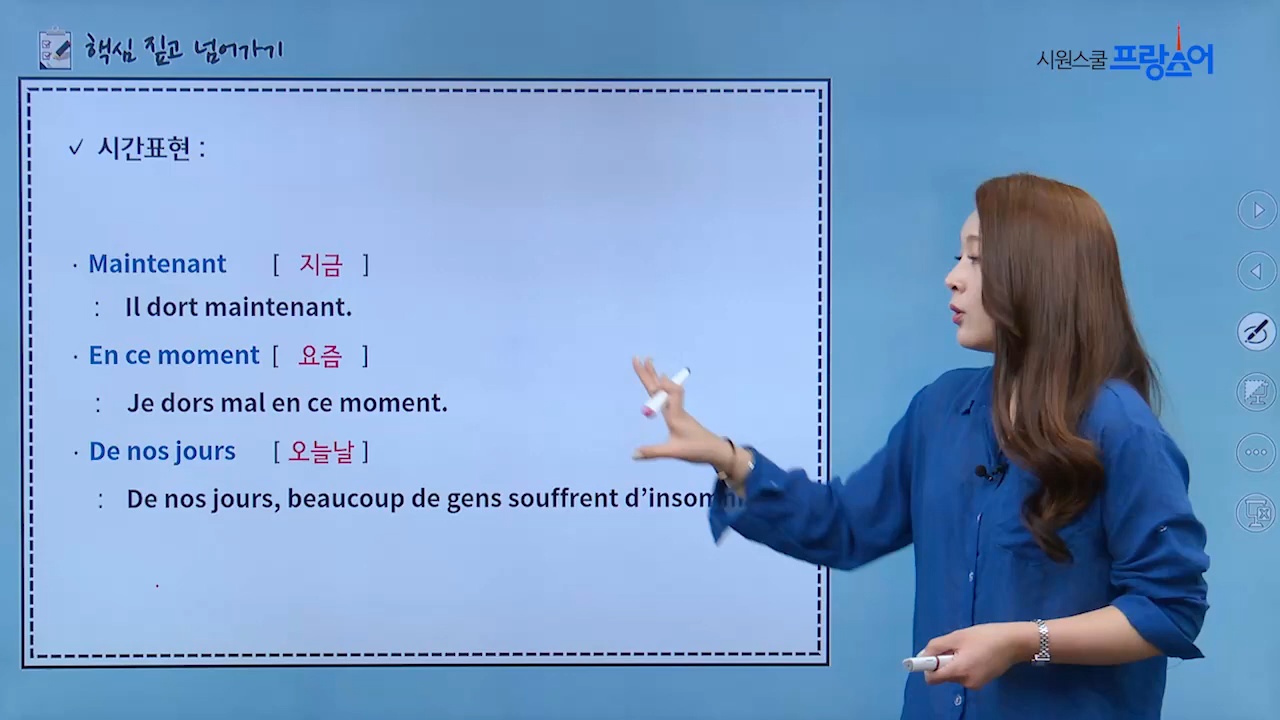 핵심 짚고 넘어가기
시원스쿨 프랑스어
✓ 시간표현 :
· Maintenant [ 지금 ]
: Il dort maintenant.
· En ce moment [ 요즘 ]
: Je dors mal en ce moment.
· De nos jours [ 오늘날 ]
: De nos jours, beaucoup de gens souffrent